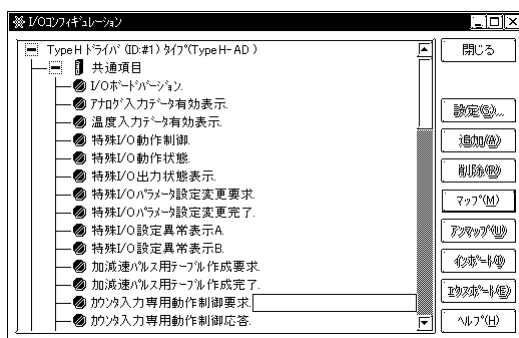 I/Oコンフィギュレーション
TypeH ドライバ (ID:#1) タイプ(TypeH-AD )
共通項目
I/Oボードバージョン.
アナログ入力データ有効表示.
温度入力データ有効表示.
特殊I/O動作制御.
特殊I/O動作状態.
特殊I/O出力状態表示.
特殊I/Oパラメータ設定変更要求.
特殊I/Oパラメータ設定変更完了.
特殊I/O設定異常表示A.
特殊I/O設定異常表示B.
加減速パルス用テーブル作成要求.
加減速パルス用テーブル作成完了.
カウンタ入力専用動作制御要求.
カウンタ入力専用動作制御応答.
閉じる
設定(S)...
追加(A)
削除(R)
マップ(M)
アンマップ(U)
インポート(I)
エクスポート(E)
ヘルプ(H)